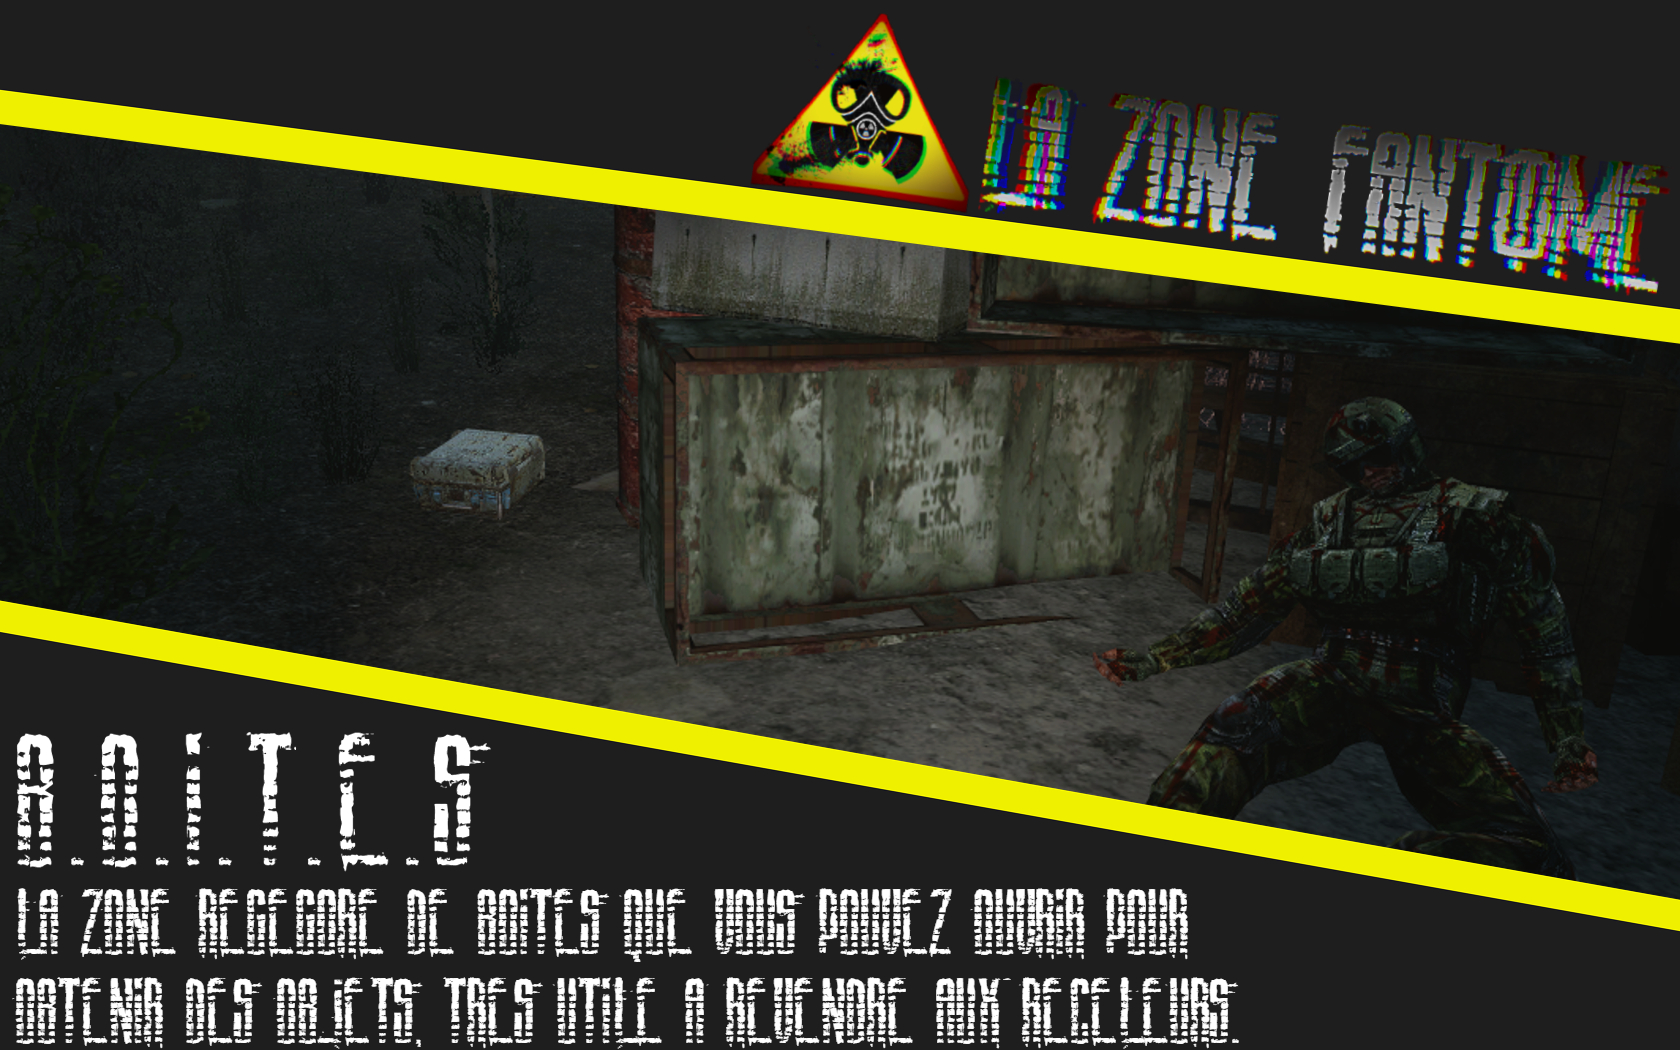 LA ZONE FANTOME
B.O.I.T.E.S
LA ZONE REGEGORE DE BOITES QUE VOUS POUVEZ OUVRIR POUR
OBTENIR DES OBJETS, TRES UTILE A REVENDRE AUX RECELEURS.